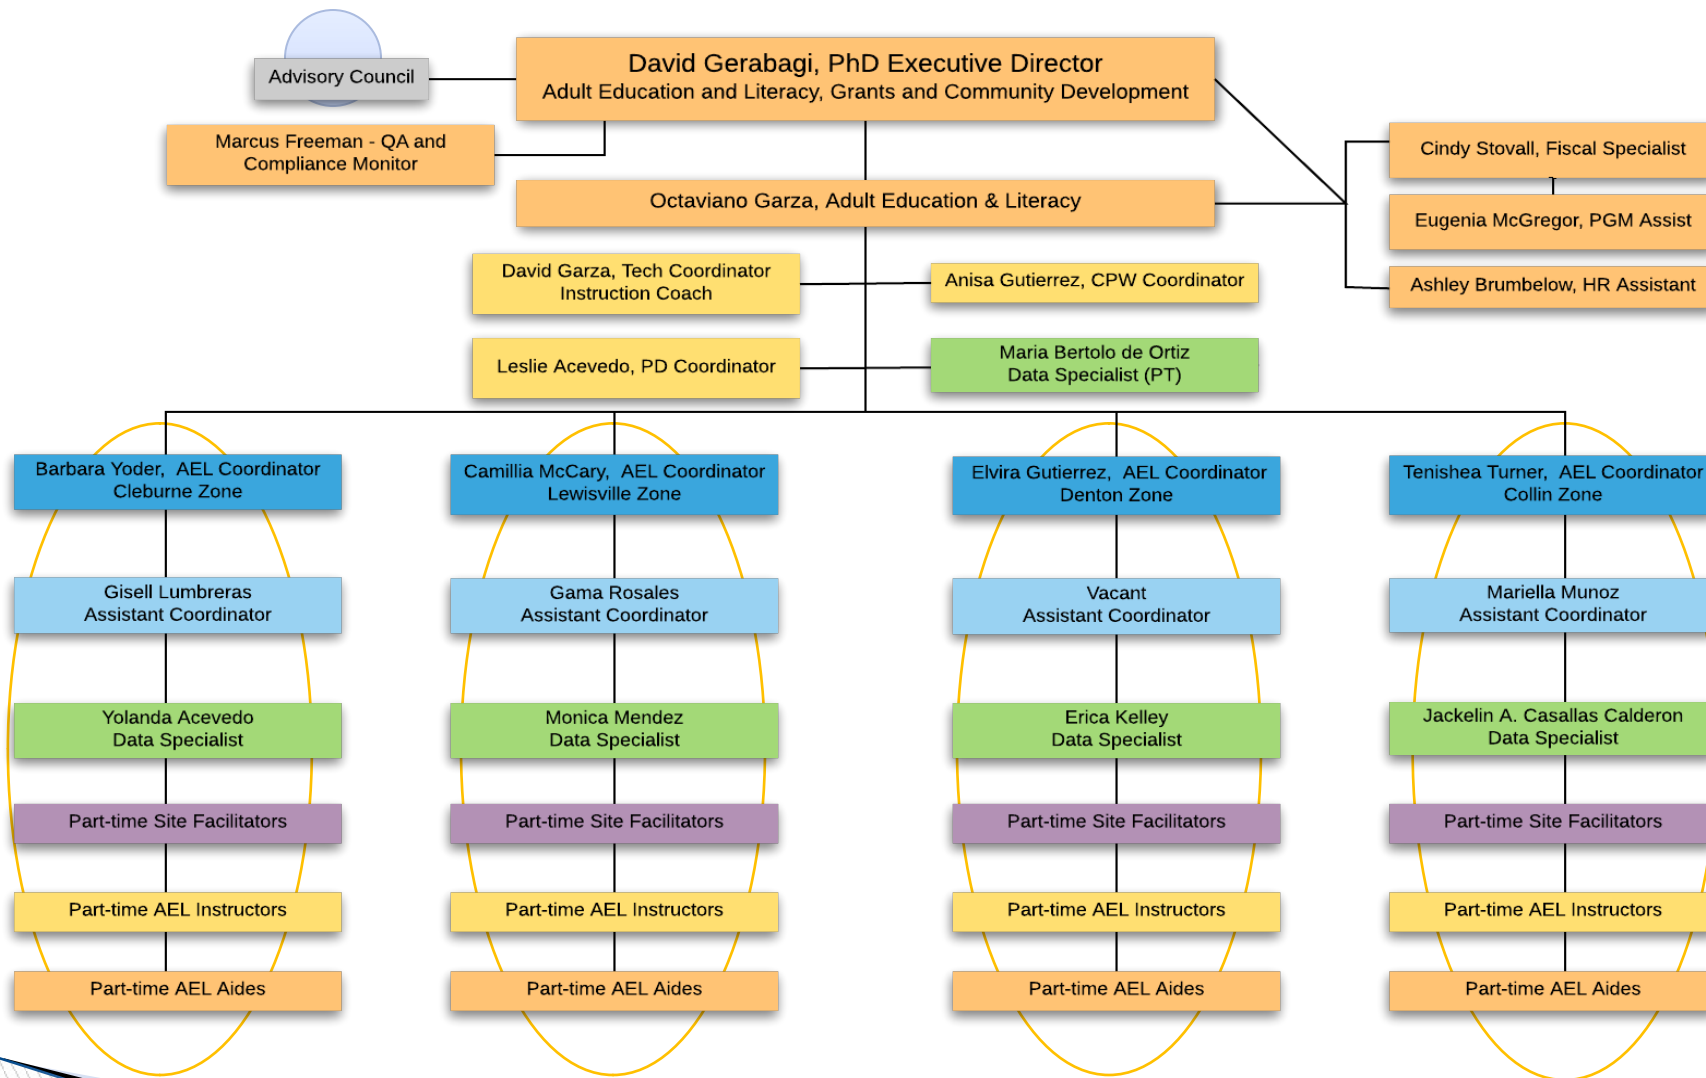 Advisory Council
David Gerabagi, PhD Executive Director
Adult Education and Literacy, Grants and Community Development
Marcus Freeman - QA and
Compliance Monitor
Cindy Stovall, Fiscal Specialist
Octaviano Garza, Adult Education & Literacy
Eugenia McGregor, PGM Assist
David Garza, Tech Coordinator
Instruction Coach
Anisa Gutierrez, CPW Coordinator
Ashley Brumbelow, HR Assistant
Leslie Acevedo, PD Coordinator
Maria Bertolo de Ortiz
Data Specialist (PT)
Barbara Yoder,  AEL Coordinator
Cleburne Zone
Camillia McCary,  AEL Coordinator
Lewisville Zone
Elvira Gutierrez,  AEL Coordinator
Denton Zone
Tenishea Turner,  AEL Coordinator
Collin Zone
Gisell Lumbreras
Assistant Coordinator
Gama Rosales
Assistant Coordinator
Vacant
Assistant Coordinator
Mariella Munoz
Assistant Coordinator
Yolanda Acevedo
Data Specialist
Monica Mendez
Data Specialist
Erica Kelley
Data Specialist
Jackelin A. Casallas Calderon
Data Specialist
Part-time Site Facilitators
Part-time Site Facilitators
Part-time Site Facilitators
Part-time Site Facilitators
Part-time AEL Instructors
Part-time AEL Instructors
Part-time AEL Instructors
Part-time AEL Instructors
Part-time AEL Aides
Part-time AEL Aides
Part-time AEL Aides
Part-time AEL Aides